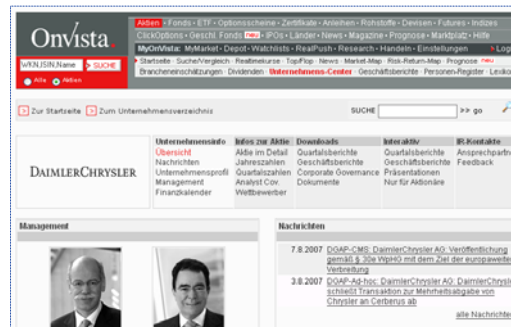 OnVista
Aktien · Fonds · ETF · Optionsscheine · Zertifikate · Anleihen · Rohstoffe · Devisen · Futures · Indizes
ClickOptions · Geschl. Fonds neu · IPOs · Länder · News · Magazine · Prognose · Marktplatz · Hilfe
MyOnVista: MyMarket · Depot · Watchlists · RealPush · Research · Handeln · Einstellungen
WKN,ISIN,Name
SUCHE
Startseite · Suche/Vergleich · Realtimekurse · Top/Flop · News · Market-Map · Risk-Return-Map · Prognose neu
Brancheneinschätzungen · Dividenden · Unternehmens-Center · Geschäftsberichte · Personen-Register
Alle
Aktien
Zur Startseite
Zum Unternehmensverzeichnis
SUCHE
>> go
DAIMLERCHRYSLER
Unternehmensinfo
Übersicht
Nachrichten
Unternehmensprofil
Management
Finanzkalender
Infos zur Aktie
Aktie im Detail
Jahreszahlen
Quartalszahlen
Analyst Cov.
Wettbewerber
Downloads
Quartalsberichte
Geschäftsberichte
Corporate Governance
Dokumente
Interaktiv
Quartalsberichte
Geschäftsberichte
Präsentationen
Nur für Aktionäre
IR-Kontakte
Ansprechpartn
Feedback
Management
Nachrichten
7.8.2007 DGAP-CMS: DaimlerChrysler AG: Veröffentlichung
gemäß § 30e WpHG mit dem Ziel der europaweiten
Verbreitung
3.8.2007 DGAP-Ad-hoc: DaimlerChrysler AG: DaimlerChrysler
schließt Transaktion zur Mehrheitsabgabe von
Chrysler an Cerberus ab
alle Nachrichten